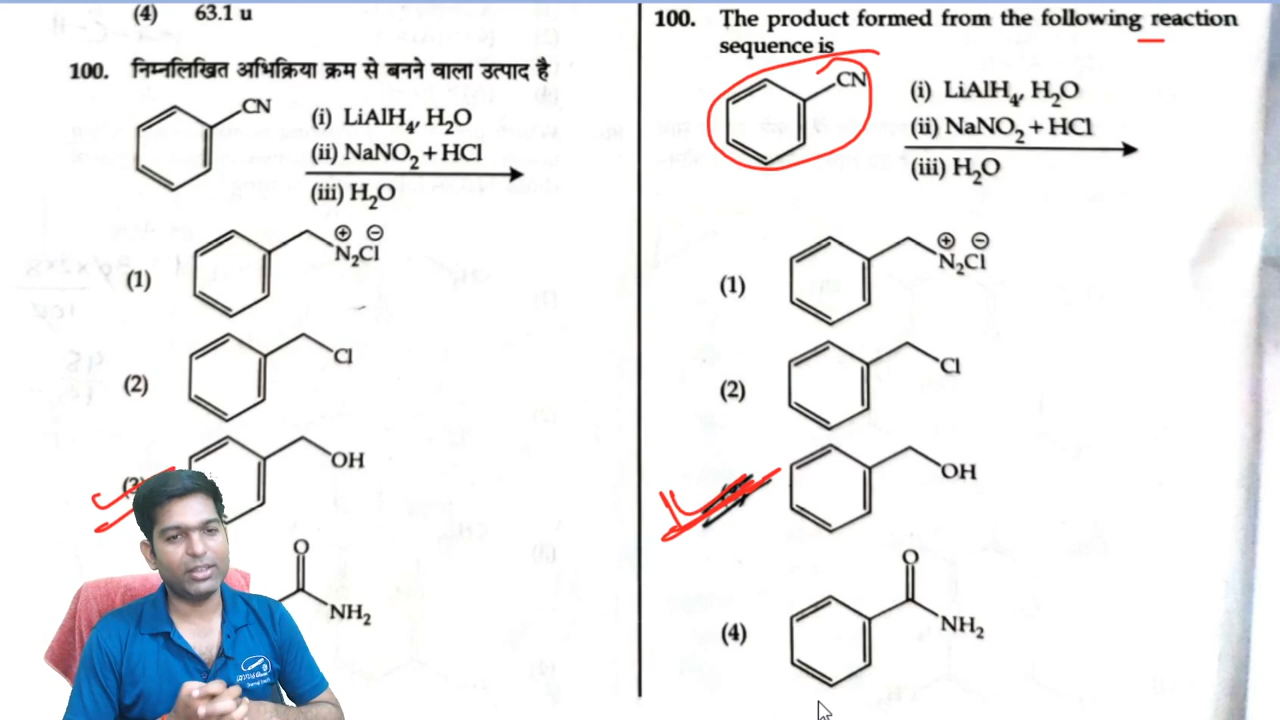 (4) 63.1 u
100. निम्नलिखित अभिक्रिया क्रम से बनने वाला उत्पाद है
CN
(i) LiAlH₄, H₂O
(ii) NaNO₂ + HCl
(iii) H₂O
(1) N₂Cl ⊕ ⊖
(2) Cl
(3) OH
O
NH₂
100. The product formed from the following reaction
sequence is
CN
(i) LiAlH₄, H₂O
(ii) NaNO₂ + HCl
(iii) H₂O
(1) N₂Cl ⊕ ⊖
(2) Cl
OH
O
(4) NH₂